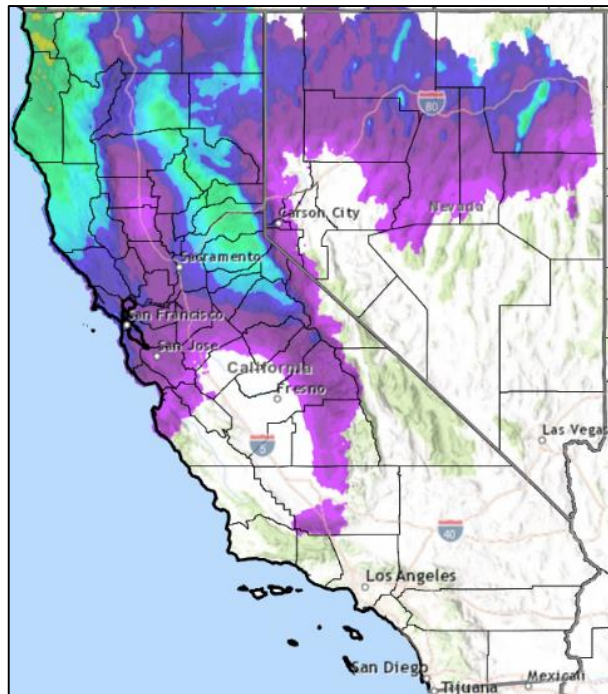 80
Carson City
Nevada
Sacramento
San Francisco
San Jose
California
Fresno
5
Las Vegas
40
Los Angeles
San Diego
Tijuana
Mexicali